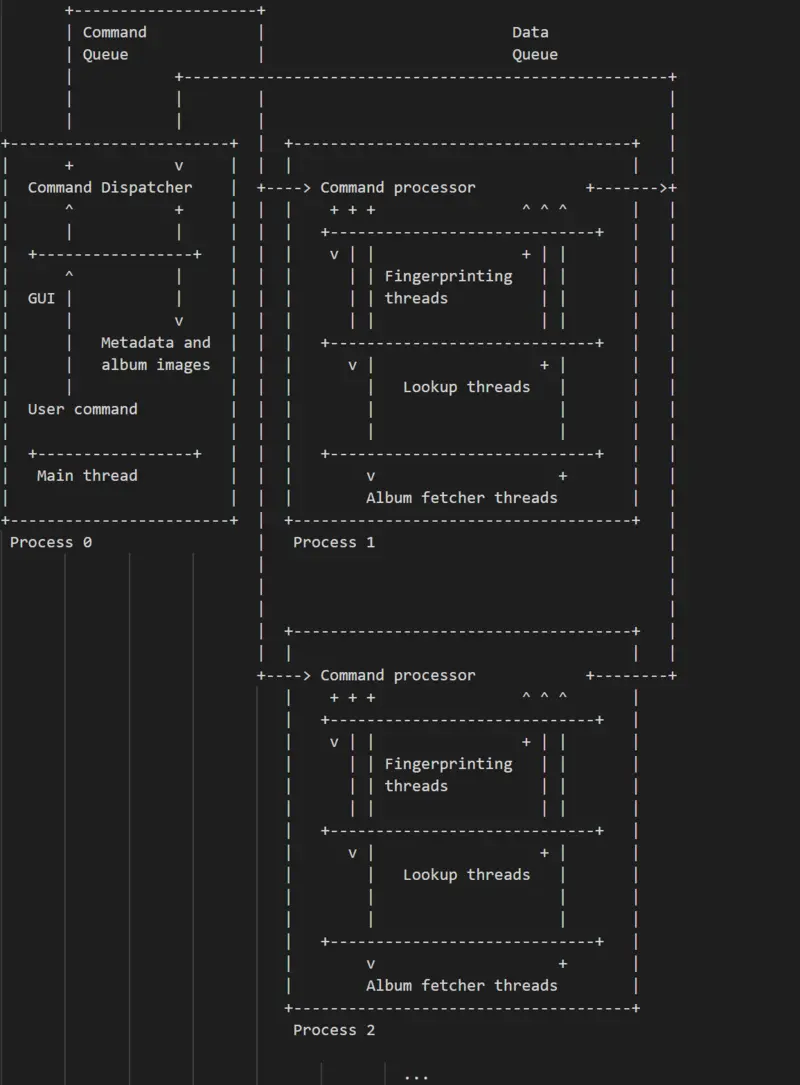 Command
Data
Queue
Queue
Command Dispatcher
Command processor
Fingerprinting
GUI
threads
Metadata and
album images
Lookup threads
User command
Main thread
Album fetcher threads
Process 0
Process 1
Command processor
Fingerprinting
threads
Lookup threads
Album fetcher threads
Process 2
...